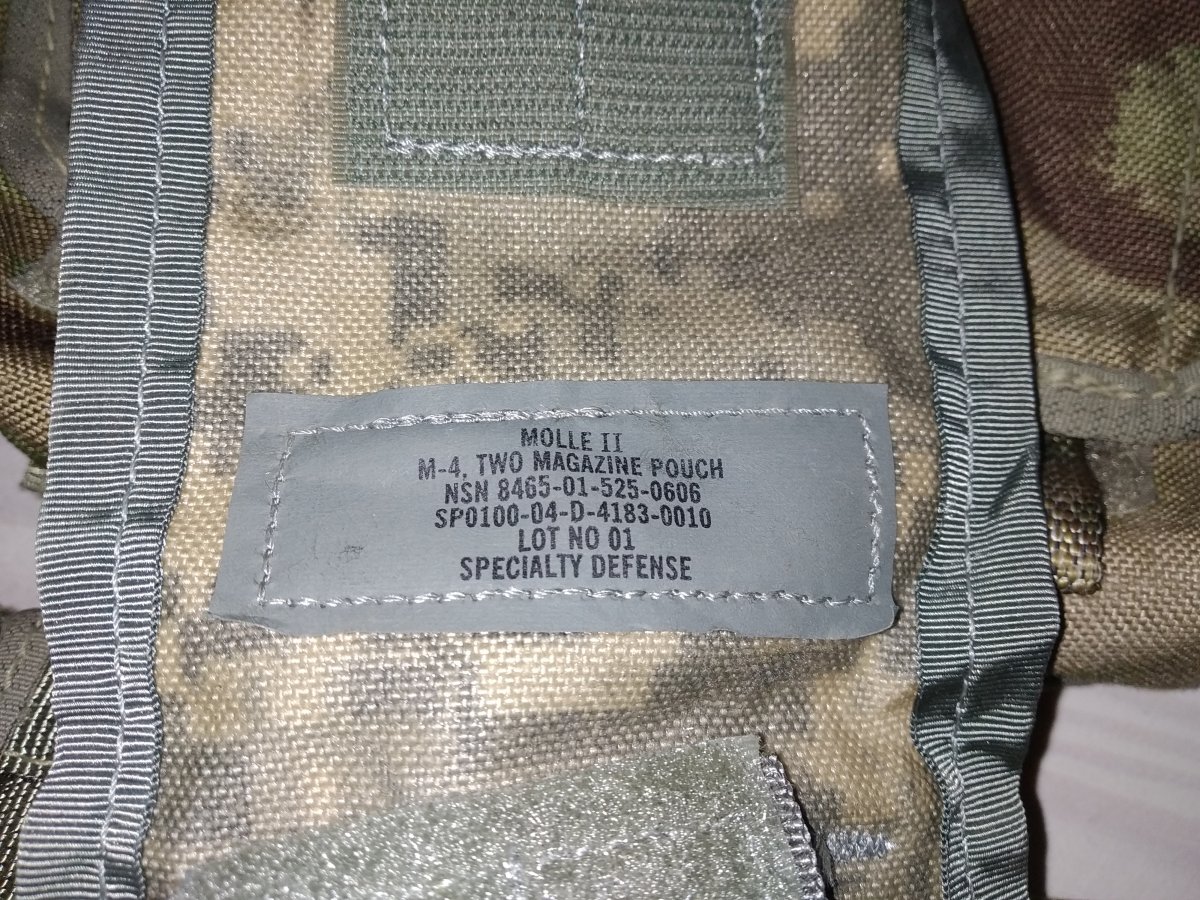 MOLLE II
M-4, TWO MAGAZINE POUCH
NSN 8465-01-525-0606
SP0100-04-D-4183-0010
LOT NO 01
SPECIALTY DEFENSE